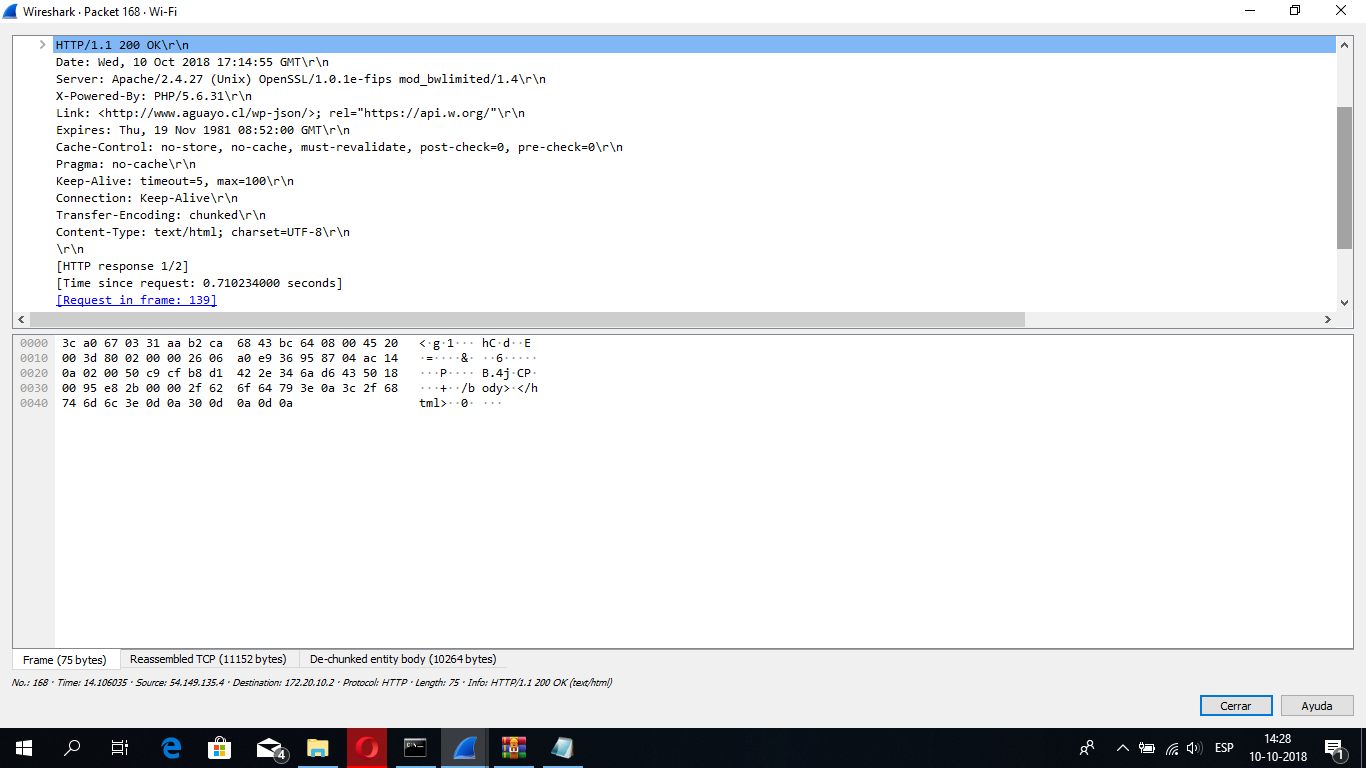 Wireshark · Packet 168 · Wi-Fi
HTTP/1.1 200 OK\r\n
Date: Wed, 10 Oct 2018 17:14:55 GMT\r\n
Server: Apache/2.4.27 (Unix) OpenSSL/1.0.1e-fips mod_bwlimited/1.4\r\n
X-Powered-By: PHP/5.6.31\r\n
Link: <http://www.aguayo.cl/wp-json/>; rel="https://api.w.org/"\r\n
Expires: Thu, 19 Nov 1981 08:52:00 GMT\r\n
Cache-Control: no-store, no-cache, must-revalidate, post-check=0, pre-check=0\r\n
Pragma: no-cache\r\n
Keep-Alive: timeout=5, max=100\r\n
Connection: Keep-Alive\r\n
Transfer-Encoding: chunked\r\n
Content-Type: text/html; charset=UTF-8\r\n
\r\n
[HTTP response 1/2]
[Time since request: 0.710234000 seconds]
[Request in frame: 139]
0000 3c a0 67 03 31 aa b2 ca 68 43 bc 64 08 00 45 20 <·g·1··· hC·d··E
0010 00 3d 80 02 00 00 26 06 a0 e9 36 95 87 04 ac 14 ·=····&· ··6·····
0020 0a 02 00 50 c9 cf b8 d1 42 2e 34 6a d6 43 50 18 ···P···· B.4j·CP·
0030 00 95 e8 2b 00 00 2f 62 6f 64 79 3e 0a 3c 2f 68 ···+··/b ody>·</h
0040 74 6d 6c 3e 0d 0a 30 0d 0a 0d 0a tml>··0· ···
Frame (75 bytes) Reassembled TCP (11152 bytes) De-chunked entity body (10264 bytes)
No.: 168 · Time: 14.106035 · Source: 54.149.135.4 · Destination: 172.20.10.2 · Protocol: HTTP · Length: 75 · Info: HTTP/1.1 200 OK (text/html)
Cerrar Ayuda
4
ESP
14:28
10-10-2018
1